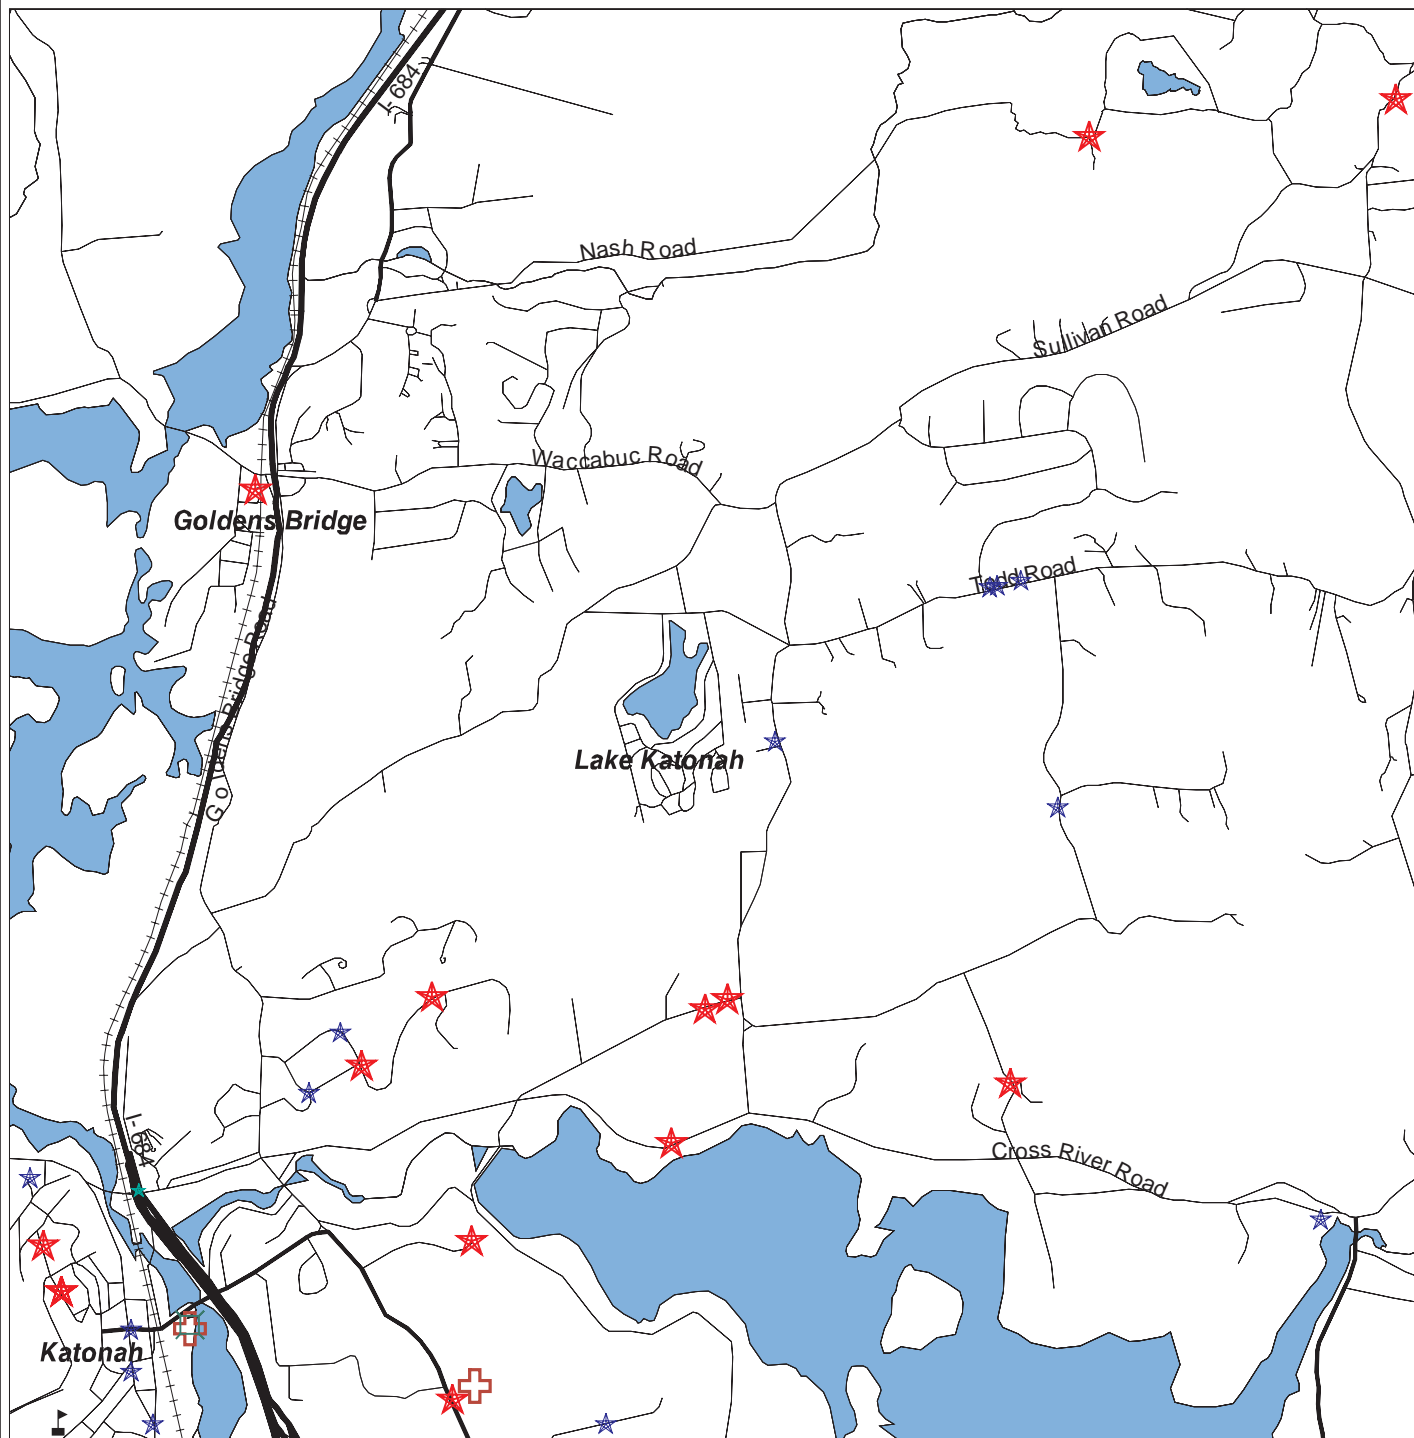 I- 684
Nash Road
Sullivan Road
Waccabuc Road
Goldens Bridge
Todd Road
Goldens Bridge Road
Lake Katonah
I- 684
Cross River Road
Katonah